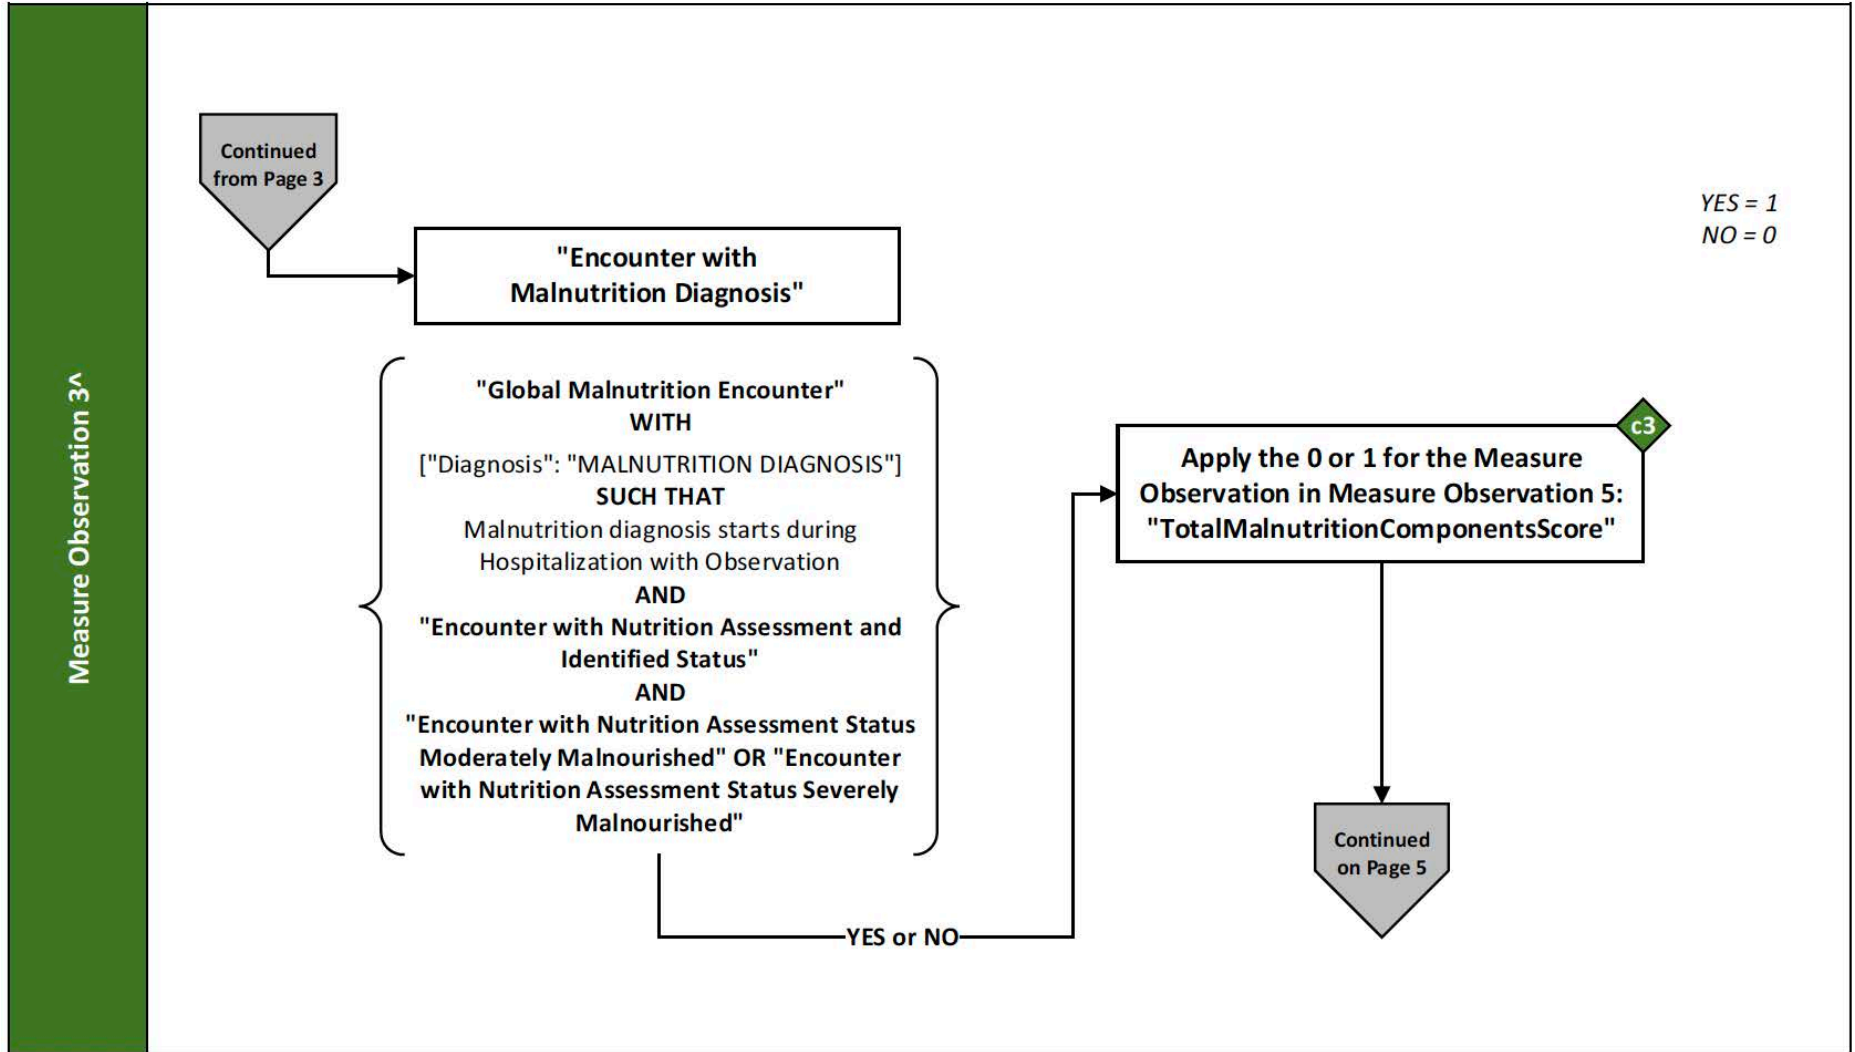 Measure Observation 3^
Continued
from Page 3
YES = 1
NO = 0
"Encounter with
Malnutrition Diagnosis"
"Global Malnutrition Encounter"
WITH
["Diagnosis": "MALNUTRITION DIAGNOSIS"]
SUCH THAT
Malnutrition diagnosis starts during
Hospitalization with Observation
AND
"Encounter with Nutrition Assessment and
Identified Status"
AND
"Encounter with Nutrition Assessment Status
Moderately Malnourished" OR "Encounter
with Nutrition Assessment Status Severely
Malnourished"
YES or NO
c3
Apply the 0 or 1 for the Measure
Observation in Measure Observation 5:
"TotalMalnutritionComponentsScore"
Continued
on Page 5